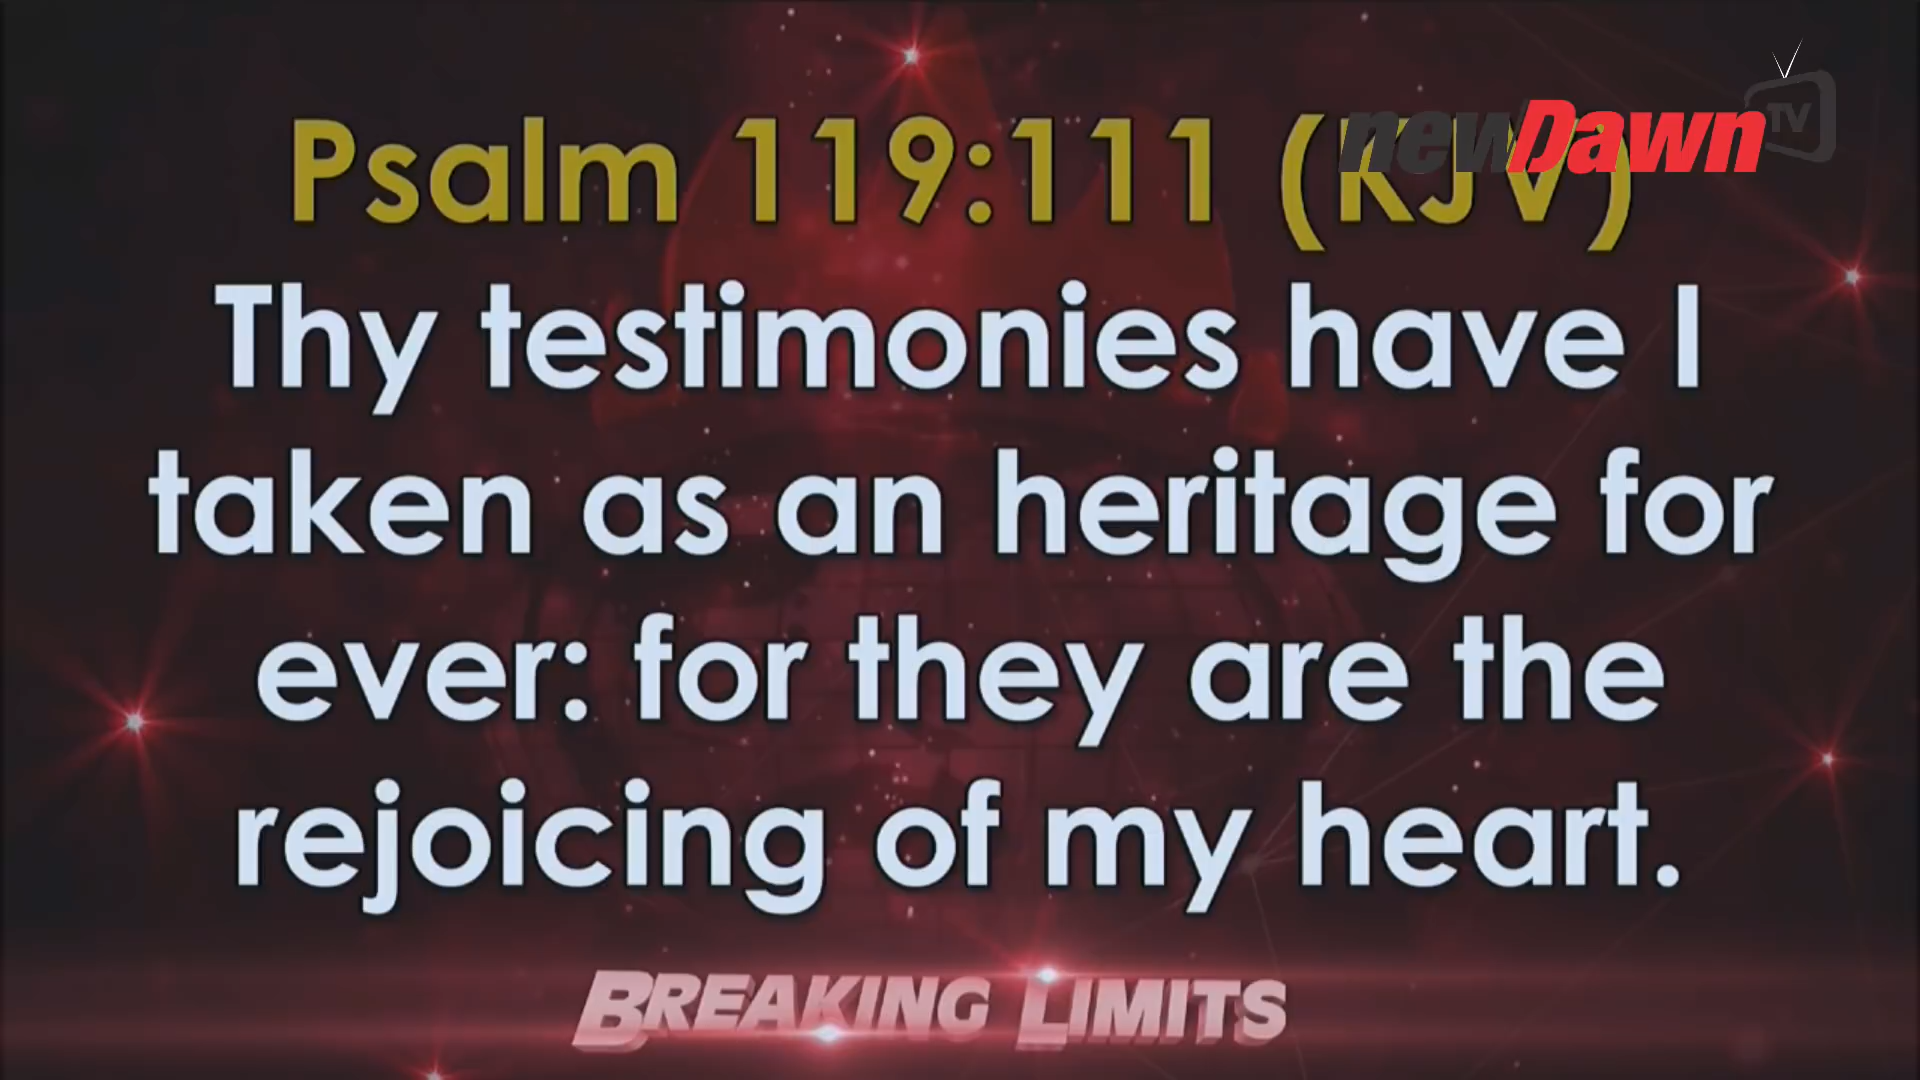 newDawn TV
Psalm 119:111 (KJV)
Thy testimonies have I
taken as an heritage for
ever: for they are the
rejoicing of my heart.
BREAKING LIMITS